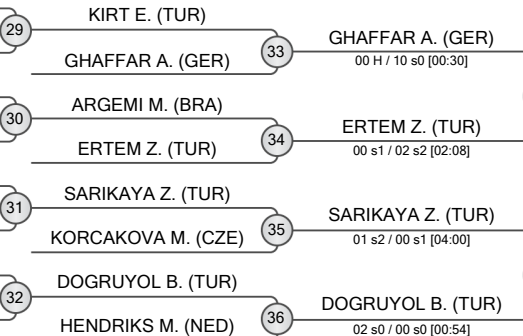 29
KIRT E. (TUR)
GHAFFAR A. (GER)
33
GHAFFAR A. (GER)
00 H / 10 s0 [00:30]
30
ARGEMI M. (BRA)
ERTEM Z. (TUR)
34
ERTEM Z. (TUR)
00 s1 / 02 s2 [02:08]
31
SARIKAYA Z. (TUR)
KORCAKOVA M. (CZE)
35
SARIKAYA Z. (TUR)
01 s2 / 00 s1 [04:00]
32
DOGRUYOL B. (TUR)
HENDRIKS M. (NED)
36
DOGRUYOL B. (TUR)
02 s0 / 00 s0 [00:54]